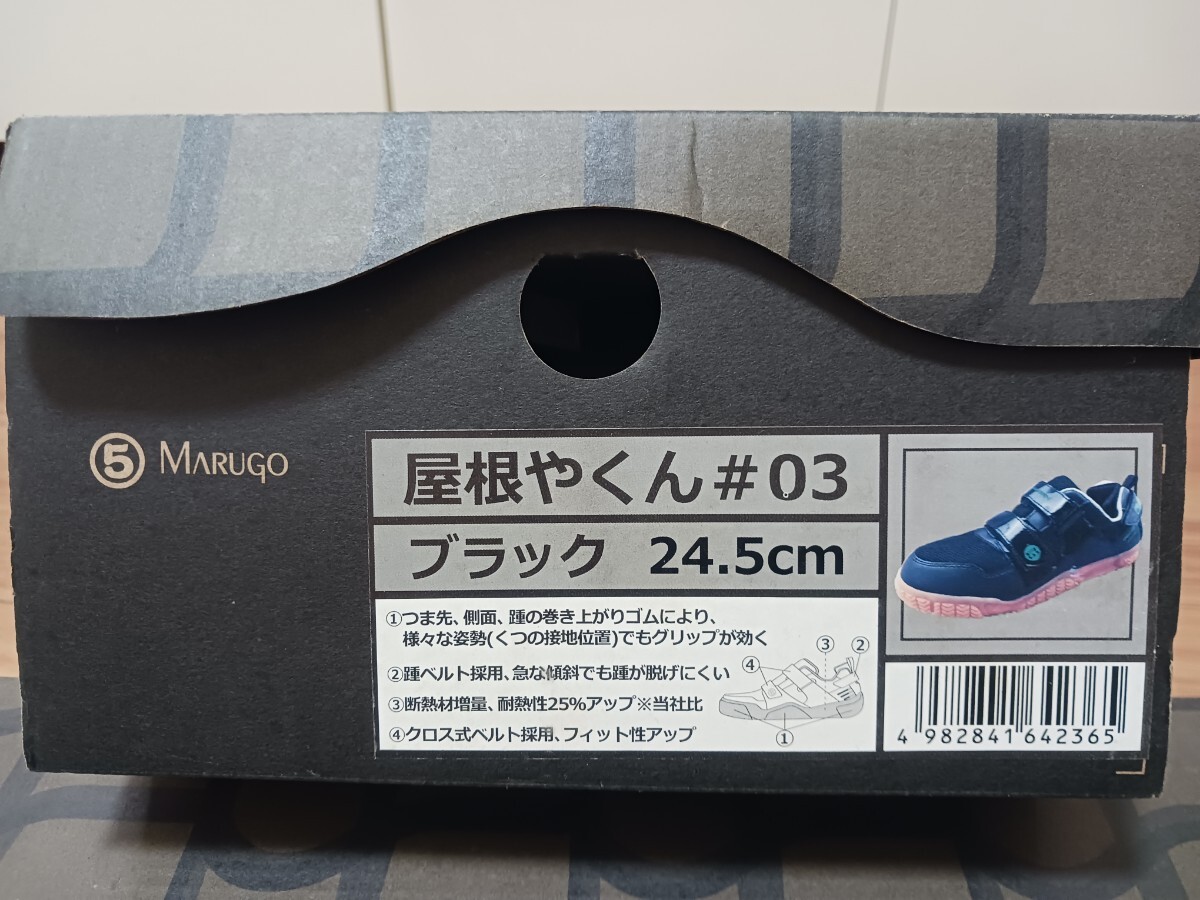 5 MARUGO
屋根やくん#03
ブラック 24.5cm
①つま先、側面、踵の巻き上がりゴムにより、
様々な姿勢(くつの接地位置)でもグリップが効く
②踵ベルト採用、急な傾斜でも踵が脱げにくい
③断熱材増量、耐熱性25%アップ※当社比
④クロス式ベルト採用、フィット性アップ
④ ③ ②
①
4 982841 642365